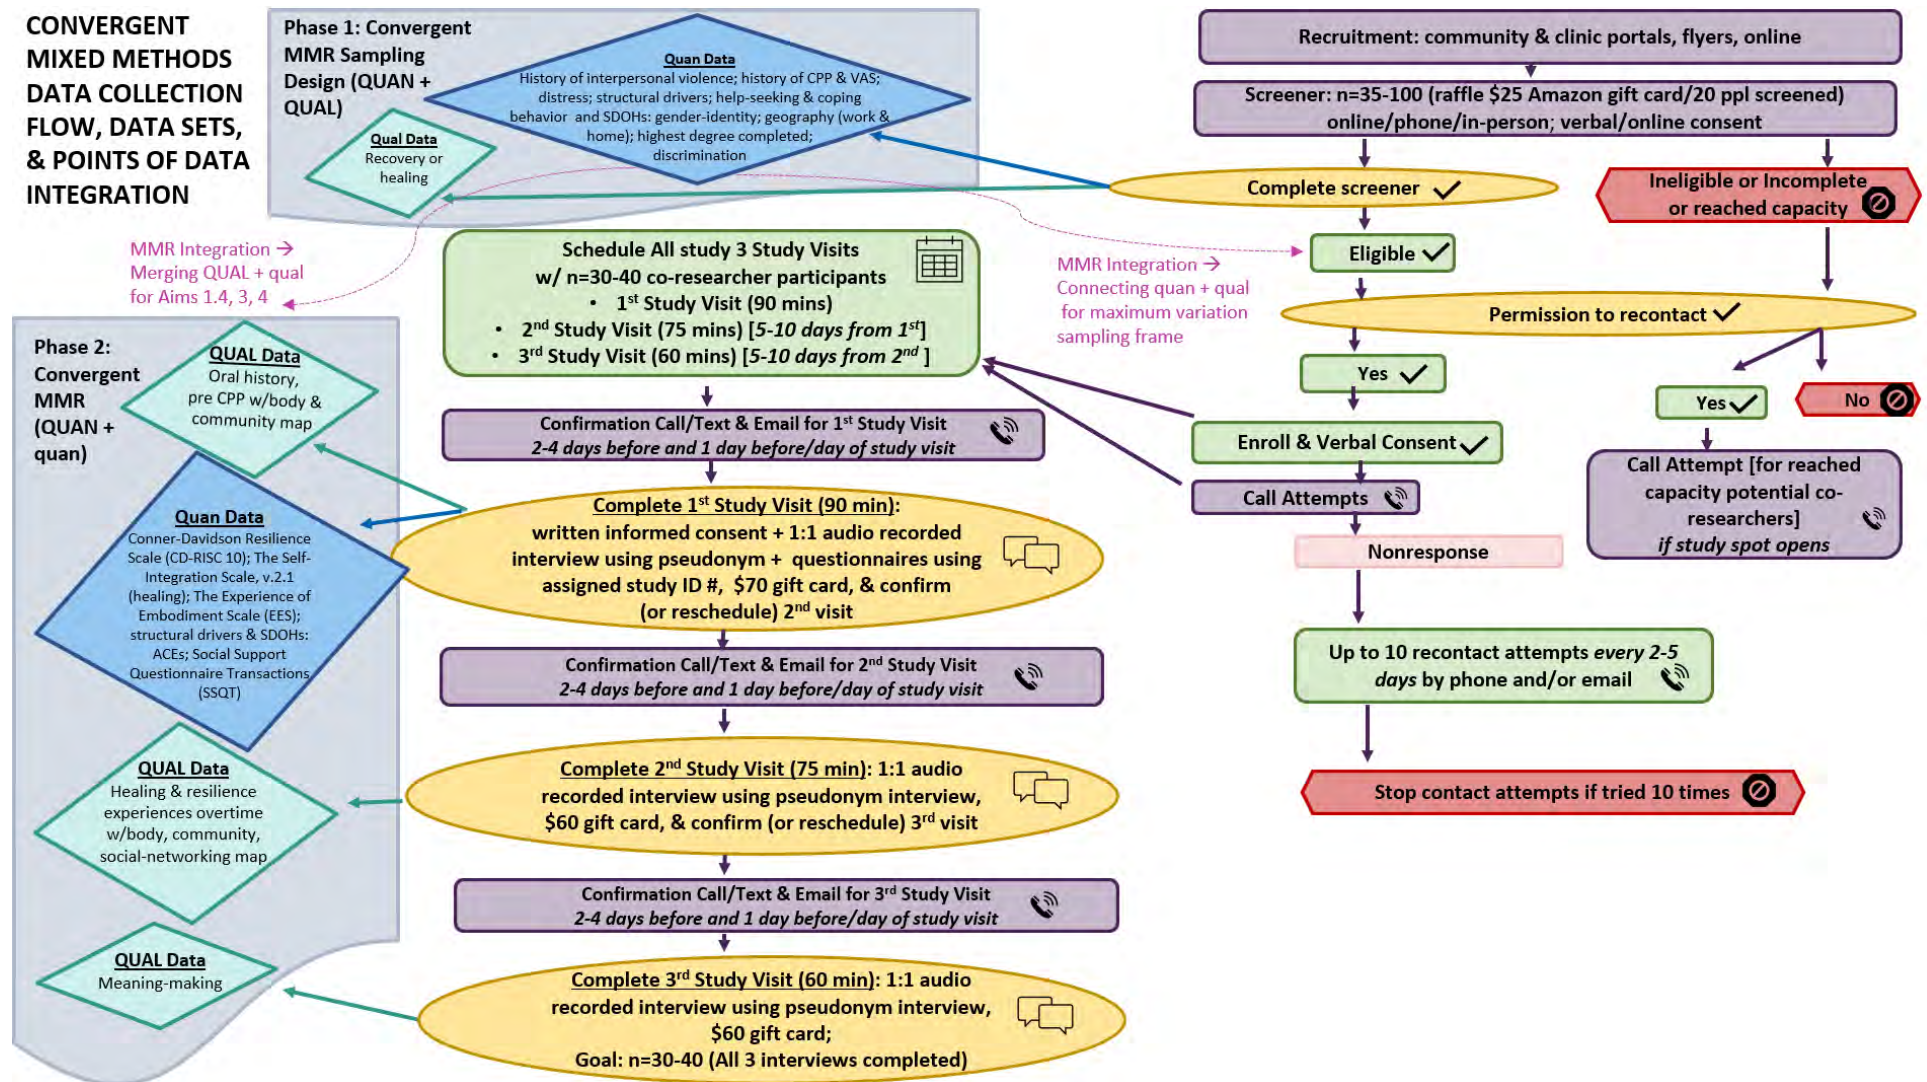 CONVERGENT
MIXED METHODS
DATA COLLECTION
FLOW, DATA SETS,
& POINTS OF DATA
INTEGRATION
Phase 1: Convergent
MMR Sampling
Design (QUAN +
QUAL)
Quan Data
History of interpersonal violence; history of CPP & VAS;
distress; structural drivers; help-seeking & coping
behavior and SDOHs: gender-identity; geography (work &
home); highest degree completed;
discrimination
Qual Data
Recovery or
healing
Recruitment: community & clinic portals, flyers, online
Screener: n=35-100 (raffle $25 Amazon gift card/20 ppl screened)
online/phone/in-person; verbal/online consent
Complete screener
Ineligible or Incomplete
or reached capacity
Eligible
MMR Integration →
Merging QUAL + qual
for Aims 1.4, 3, 4
MMR Integration →
Connecting quan + qual
for maximum variation
sampling frame
Permission to recontact
Yes
Yes
No
Enroll & Verbal Consent
Call Attempts
Call Attempt [for reached
capacity potential co-
researchers]
if study spot opens
Nonresponse
Up to 10 recontact attempts every 2-5
days by phone and/or email
Stop contact attempts if tried 10 times
Schedule All study 3 Study Visits
w/ n=30-40 co-researcher participants
• 1st Study Visit (90 mins)
• 2nd Study Visit (75 mins) [5-10 days from 1st]
• 3rd Study Visit (60 mins) [5-10 days from 2nd ]
Confirmation Call/Text & Email for 1st Study Visit
2-4 days before and 1 day before/day of study visit
Complete 1st Study Visit (90 min):
written informed consent + 1:1 audio recorded
interview using pseudonym + questionnaires using
assigned study ID #, $70 gift card, & confirm
(or reschedule) 2nd visit
Confirmation Call/Text & Email for 2nd Study Visit
2-4 days before and 1 day before/day of study visit
Complete 2nd Study Visit (75 min): 1:1 audio
recorded interview using pseudonym interview,
$60 gift card, & confirm (or reschedule) 3rd visit
Confirmation Call/Text & Email for 3rd Study Visit
2-4 days before and 1 day before/day of study visit
Complete 3rd Study Visit (60 min): 1:1 audio
recorded interview using pseudonym interview,
$60 gift card;
Goal: n=30-40 (All 3 interviews completed)
Phase 2:
Convergent
MMR
(QUAN +
quan)
QUAL Data
Oral history,
pre CPP w/body &
community map
Quan Data
Conner-Davidson Resilience
Scale (CD-RISC 10); The Self-
Integration Scale, v.2.1
(healing); The Experience of
Embodiment Scale (EES);
structural drivers & SDOHs:
ACEs; Social Support
Questionnaire Transactions
(SSQT)
QUAL Data
Healing & resilience
experiences overtime
w/body, community,
social-networking map
QUAL Data
Meaning-making